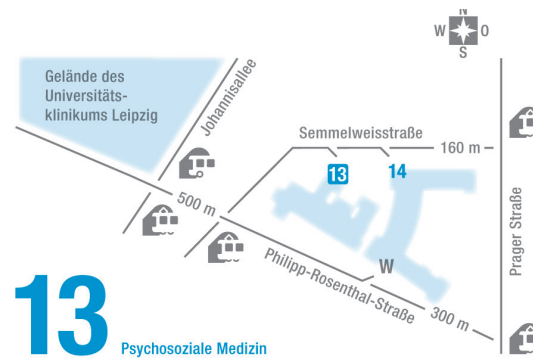 N
W O
S
Gelände des
Universitäts-
klinikums Leipzig
Johannisallee
Semmelweisstraße
160 m
13
14
500 m
Prager Straße
W
Philipp-Rosenthal-Straße
300 m
13
Psychosoziale Medizin